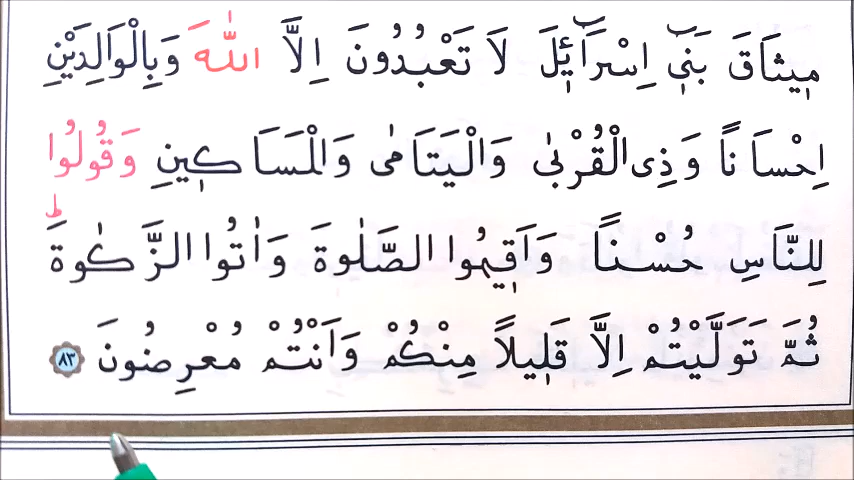 مِيثَاقَ بَنِىٓ اِسْرَٓائِلَ لَا تَعْبُدُونَ اِلَّا اللّٰهَ وَبِالْوَالِدَيْنِ
اِحْسَانًا وَذِى الْقُرْبٰى وَالْيَتَامٰى وَالْمَسَاكِينِ وَقُولُوا
لِلنَّاسِ حُسْنًا وَاَقِيمُوا الصَّلٰوةَ وَاٰتُوا الزَّكٰوةَ ط
ثُمَّ تَوَلَّيْتُمْ اِلَّا قَلِيلًا مِنْكُمْ وَاَنْتُمْ مُعْرِضُونَ ٨٣